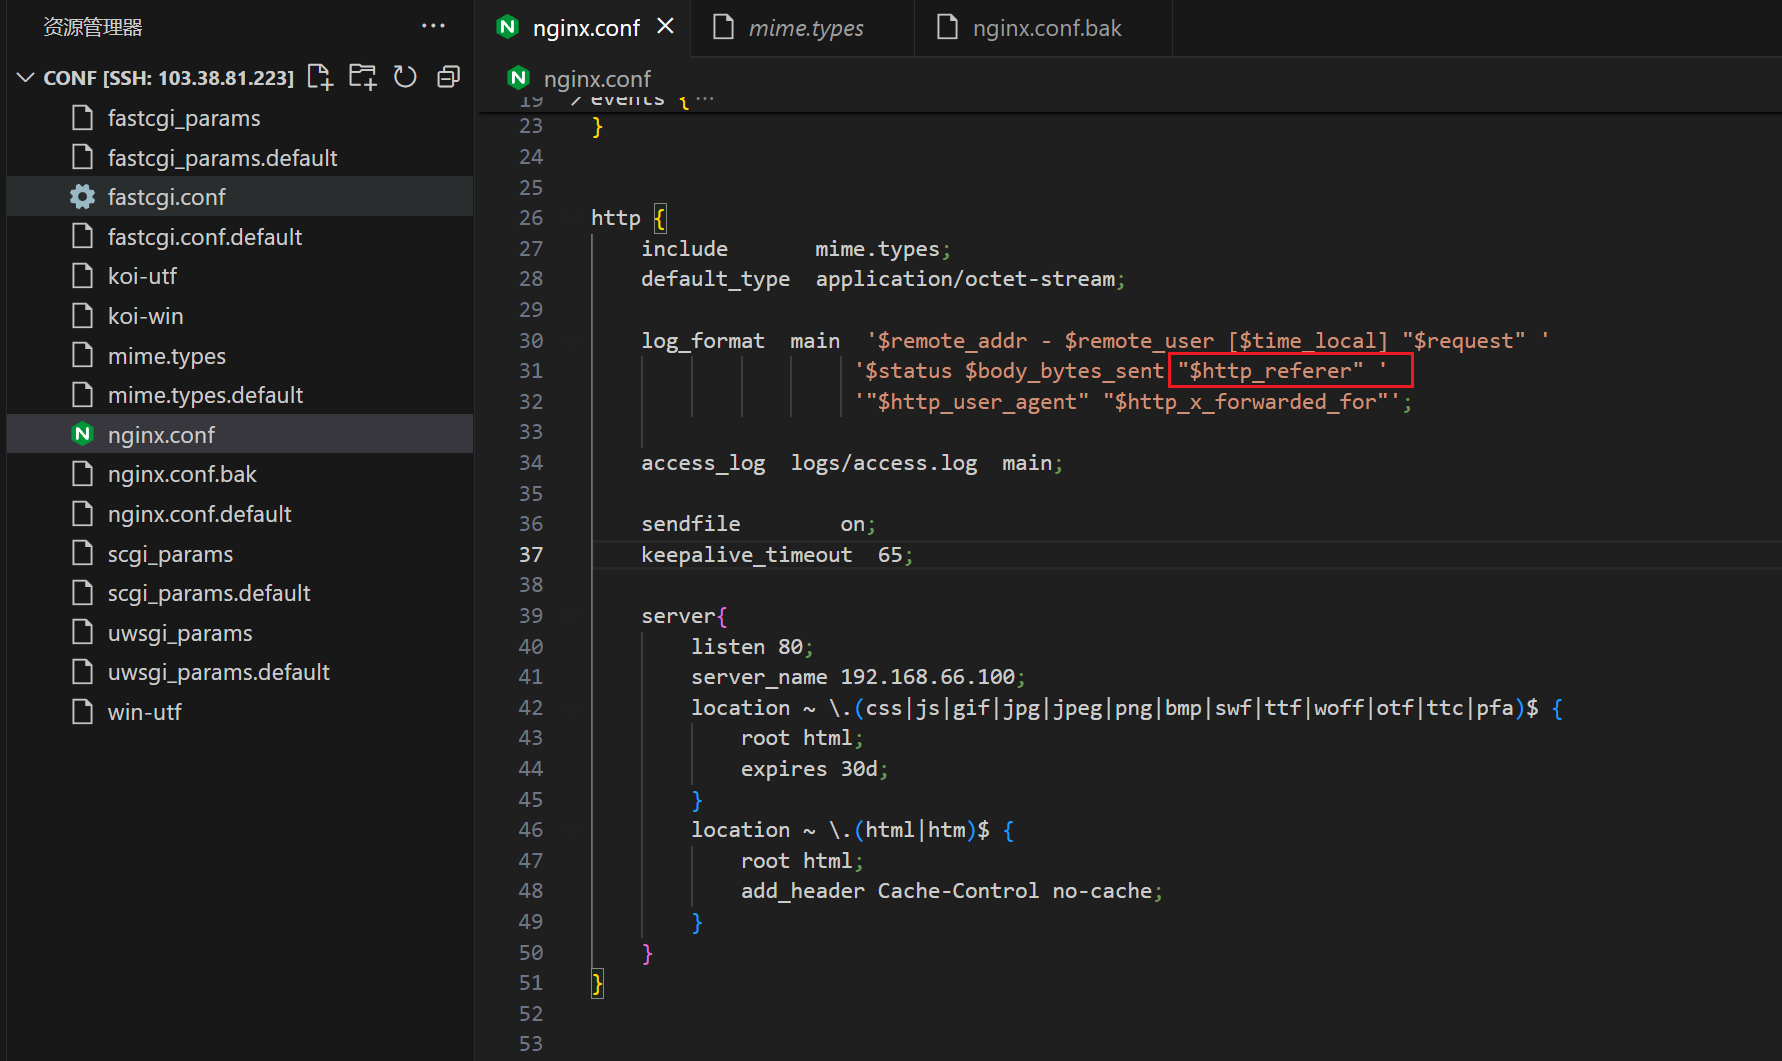 资源管理器 ···
CONF [SSH: 103.38.81.223]
fastcgi_params
fastcgi_params.default
fastcgi.conf
fastcgi.conf.default
koi-utf
koi-win
mime.types
mime.types.default
nginx.conf
nginx.conf.bak
nginx.conf.default
scgi_params
scgi_params.default
uwsgi_params
uwsgi_params.default
win-utf
nginx.conf mime.types nginx.conf.bak
nginx.conf
19 events { ···
23 }
24
25
26 http {
27     include       mime.types;
28     default_type  application/octet-stream;
29
30     log_format  main  '$remote_addr - $remote_user [$time_local] "$request" '
31                      '$status $body_bytes_sent "$http_referer" '
32                      '"$http_user_agent" "$http_x_forwarded_for"';
33
34     access_log  logs/access.log  main;
35
36     sendfile        on;
37     keepalive_timeout  65;
38
39     server{
40         listen 80;
41         server_name 192.168.66.100;
42         location ~ \.(css|js|gif|jpg|jpeg|png|bmp|swf|ttf|woff|otf|ttc|pfa)$ {
43             root html;
44             expires 30d;
45         }
46         location ~ \.(html|htm)$ {
47             root html;
48             add_header Cache-Control no-cache;
49         }
50     }
51 }
52
53